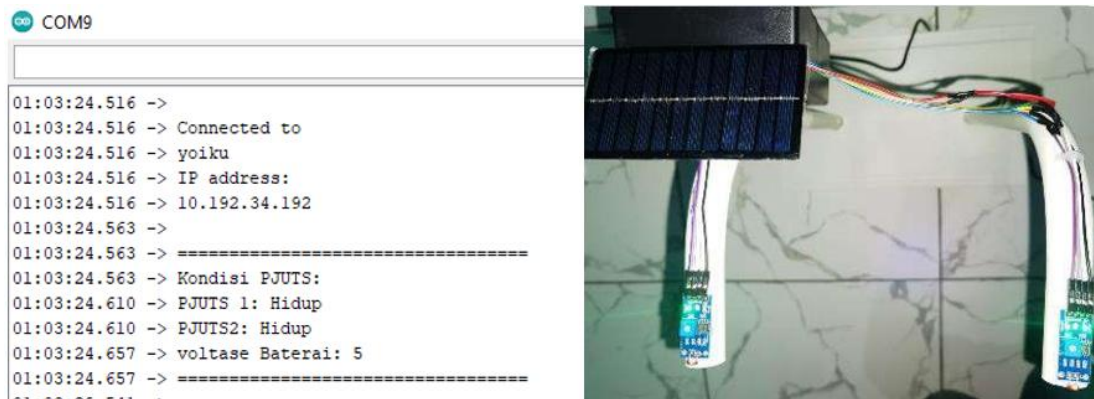 COM9
01:03:24.516 ->
01:03:24.516 -> Connected to
01:03:24.516 -> yoiku
01:03:24.516 -> IP address:
01:03:24.516 -> 10.192.34.192
01:03:24.563 ->
01:03:24.563 -> ==================================
01:03:24.563 -> Kondisi PJUTS:
01:03:24.610 -> PJUTS 1: Hidup
01:03:24.610 -> PJUTS2: Hidup
01:03:24.657 -> voltase Baterai: 5
01:03:24.657 -> ==================================